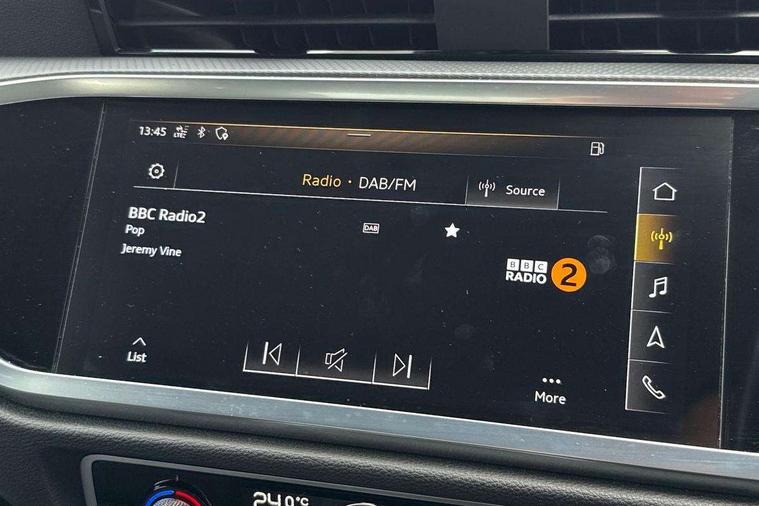 13:45 LTE
Radio · DAB/FM
Source
BBC Radio2
Pop
Jeremy Vine
DAB
BBC
RADIO 2
List
More
24.0°C